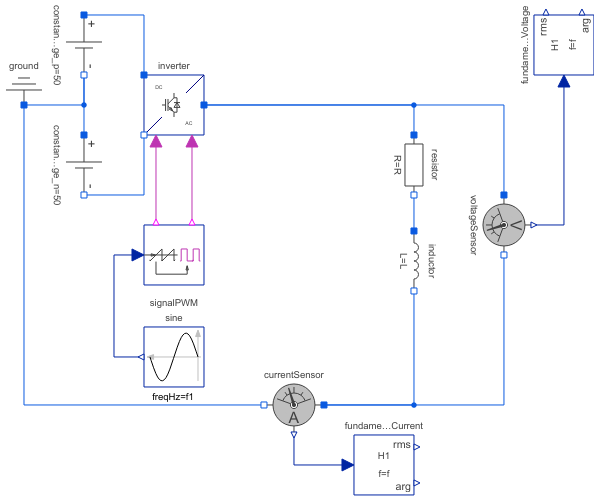 constan...ge_p=50
+
-
ground
constan...ge_n=50
+
-
inverter
DC
AC
signalPWM
sine
freqHz=f1
resistor
R=R
inductor
L=L
voltageSensor
V
fundame...Voltage
rms
arg
H1
f=f
currentSensor
A
fundame...Current
rms
H1
f=f
arg